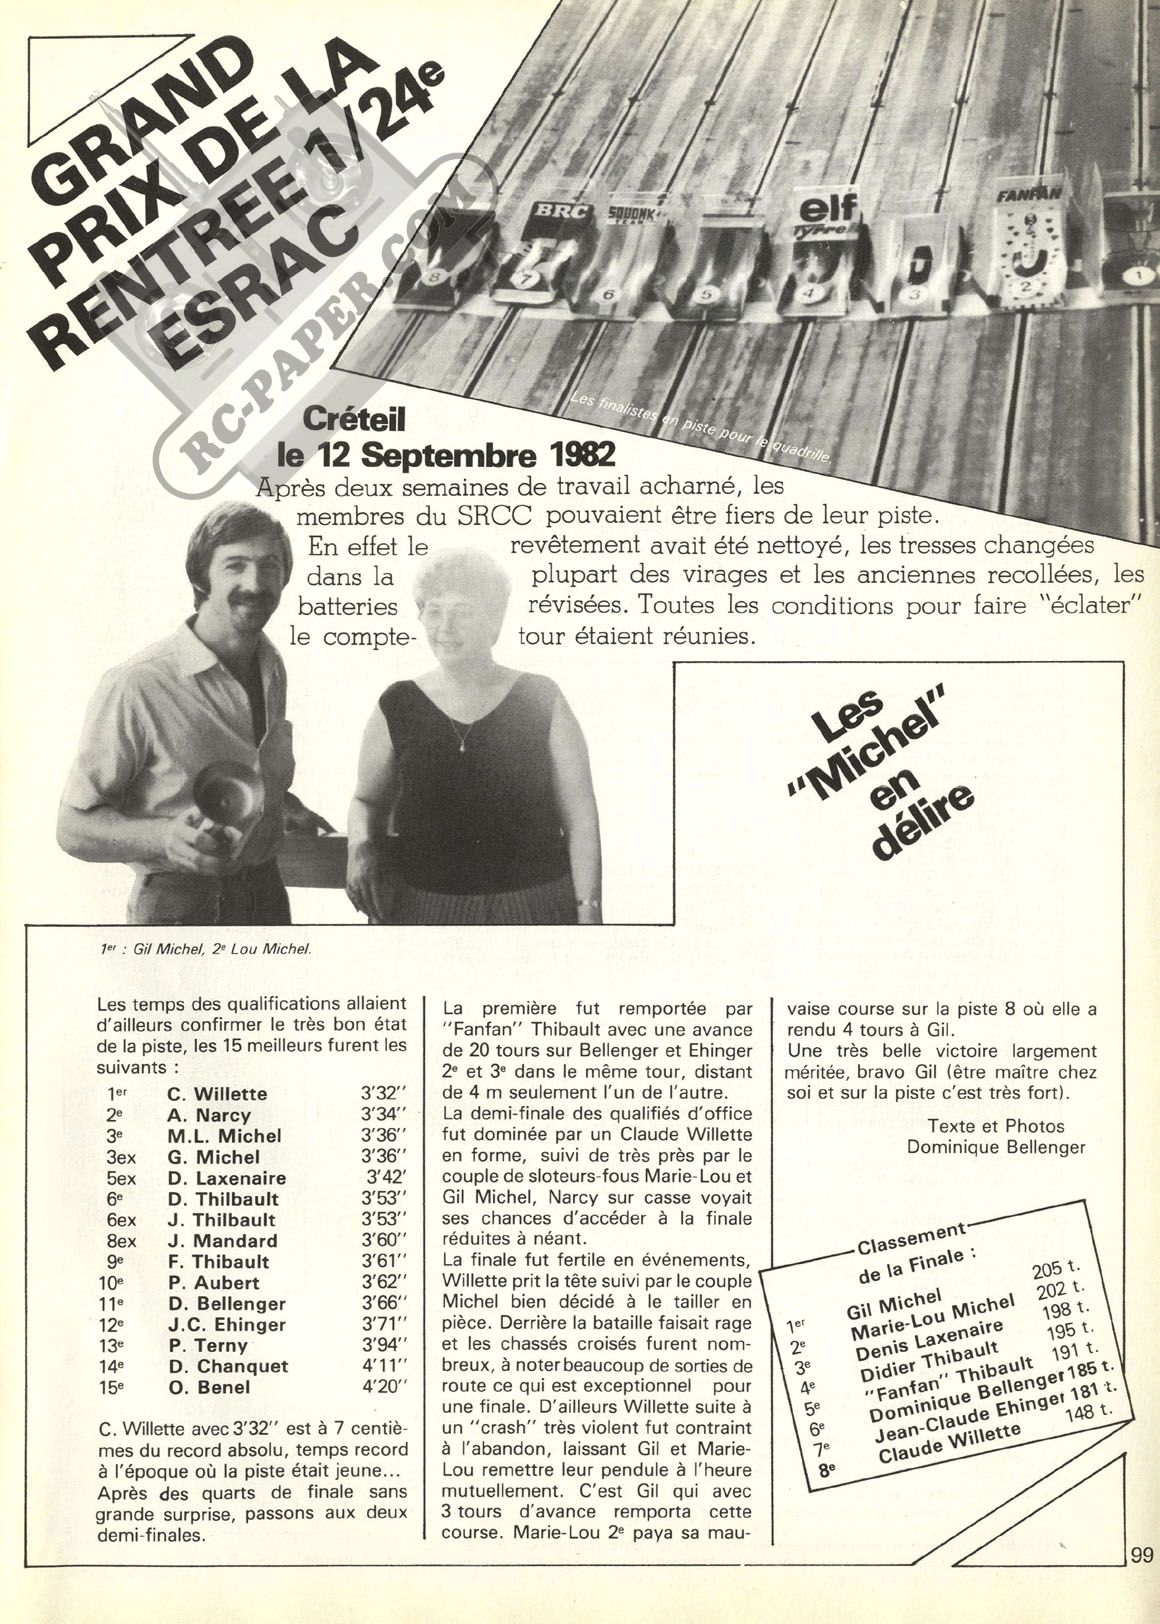 GRAND
PRIX DE LA
RENTREE 1/24e
ESRAC
RC-PAPER.COM
8
BRC
7
SQUONK
TEAM
6
5
elf
Tyrrell
4
3
FANFAN
2
1
Les finalistes en piste pour le quadrille.
Créteil
le 12 Septembre 1982
Après deux semaines de travail acharné, les
membres du SRCC pouvaient être fiers de leur piste.
En effet le revêtement avait été nettoyé, les tresses changées
dans la plupart des virages et les anciennes recollées, les
batteries révisées. Toutes les conditions pour faire "éclater"
le compte-tour étaient réunies.
Les
"Michel"
en
délire
1er : Gil Michel, 2e Lou Michel.
Les temps des qualifications allaient
d'ailleurs confirmer le très bon état
de la piste, les 15 meilleurs furent les
suivants :
1er C. Willette 3'32''
2e A. Narcy 3'34''
3e M.L. Michel 3'36''
3ex G. Michel 3'36''
5ex D. Laxenaire 3'42'
6e D. Thilbault 3'53''
6ex J. Thilbault 3'53''
8ex J. Mandard 3'60''
9e F. Thibault 3'61''
10e P. Aubert 3'62''
11e D. Bellenger 3'66''
12e J.C. Ehinger 3'71''
13e P. Terny 3'94''
14e D. Chanquet 4'11''
15e O. Benel 4'20''
C. Willette avec 3'32'' est à 7 centiè-
mes du record absolu, temps record
à l'époque où la piste était jeune...
Après des quarts de finale sans
grande surprise, passons aux deux
demi-finales.
La première fut remportée par
"Fanfan" Thibault avec une avance
de 20 tours sur Bellenger et Ehinger
2e et 3e dans le même tour, distant
de 4 m seulement l'un de l'autre.
La demi-finale des qualifiés d'office
fut dominée par un Claude Willette
en forme, suivi de très près par le
couple de sloteurs-fous Marie-Lou et
Gil Michel, Narcy sur casse voyait
ses chances d'accéder à la finale
réduites à néant.
La finale fut fertile en événements,
Willette prit la tête suivi par le couple
Michel bien décidé à le tailler en
pièce. Derrière la bataille faisait rage
et les chassés croisés furent nom-
breux, à noter beaucoup de sorties de
route ce qui est exceptionnel pour
une finale. D'ailleurs Willette suite à
un "crash" très violent fut contraint
à l'abandon, laissant Gil et Marie-
Lou remettre leur pendule à l'heure
mutuellement. C'est Gil qui avec
3 tours d'avance remporta cette
course. Marie-Lou 2e paya sa mau-
vaise course sur la piste 8 où elle a
rendu 4 tours à Gil.
Une très belle victoire largement
méritée, bravo Gil (être maître chez
soi et sur la piste c'est très fort).
Texte et Photos
Dominique Bellenger
Classement
de la Finale :
1er Gil Michel 205 t.
2e Marie-Lou Michel 202 t.
3e Denis Laxenaire 198 t.
4e Didier Thibault 195 t.
5e "Fanfan" Thibault 191 t.
6e Dominique Bellenger 185 t.
7e Jean-Claude Ehinger 181 t.
8e Claude Willette 148 t.
99